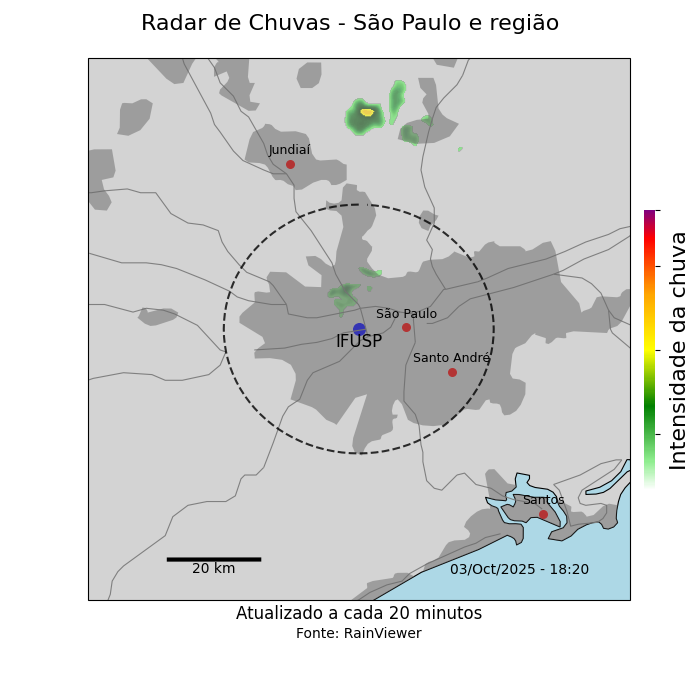 Radar de Chuvas - São Paulo e região
Jundiaí
São Paulo
IFUSP
Santo André
Santos
20 km
03/Oct/2025 - 18:20
Intensidade da chuva
Atualizado a cada 20 minutos
Fonte: RainViewer